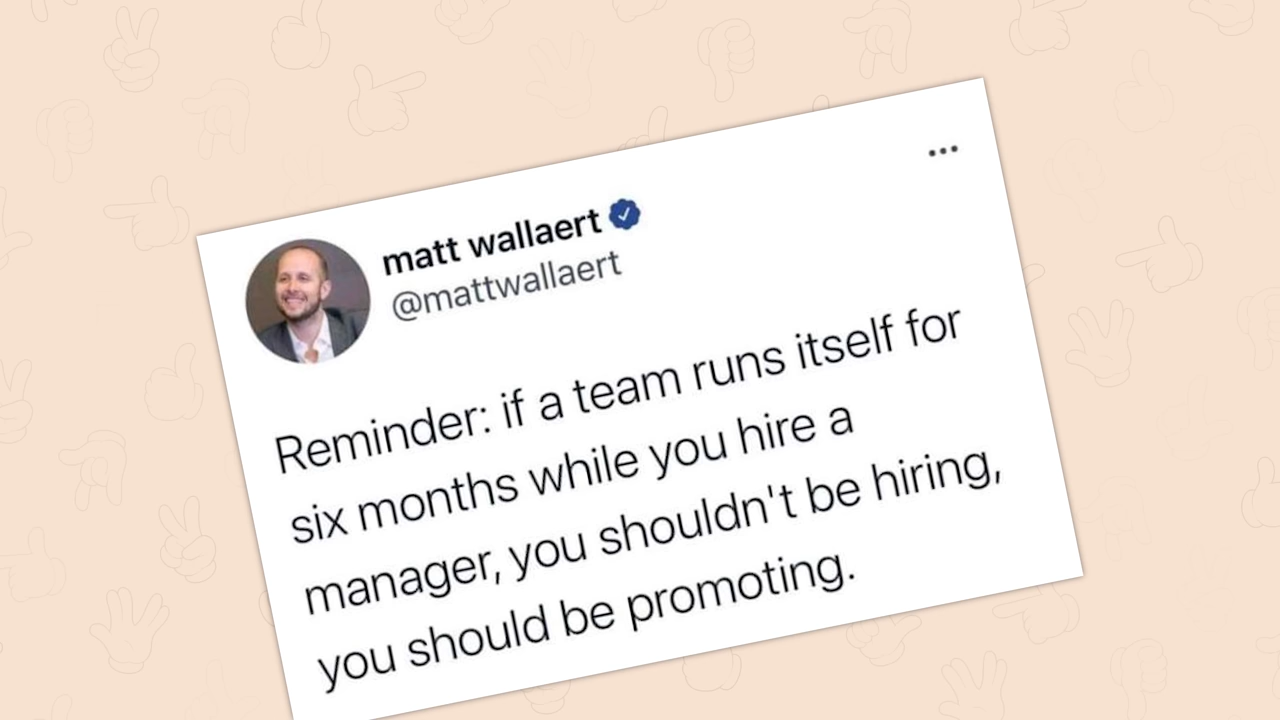 matt wallaert
@mattwallaert
Reminder: if a team runs itself for
six months while you hire a
manager, you shouldn't be hiring,
you should be promoting.